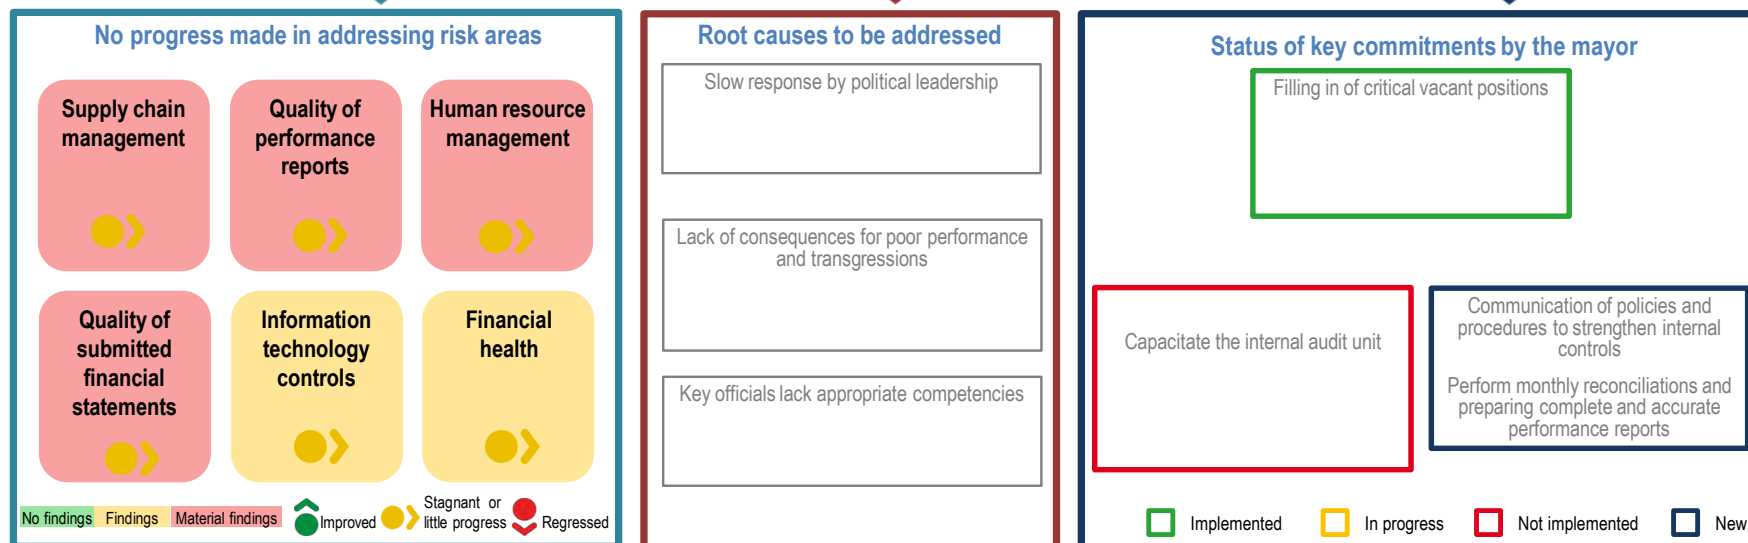 No progress made in addressing risk areas
Supply chain
management
Quality of
performance
reports
Human resource
management
Quality of
submitted
financial
statements
Information
technology
controls
Financial
health
No findings
Findings
Material findings
Improved
Stagnant or
little progress
Regressed
Root causes to be addressed
Slow response by political leadership
Lack of consequences for poor performance
and transgressions
Key officials lack appropriate competencies
Status of key commitments by the mayor
Filling in of critical vacant positions
Capacitate the internal audit unit
Communication of policies and
procedures to strengthen internal
controls
Perform monthly reconciliations and
preparing complete and accurate
performance reports
Implemented
In progress
Not implemented
New